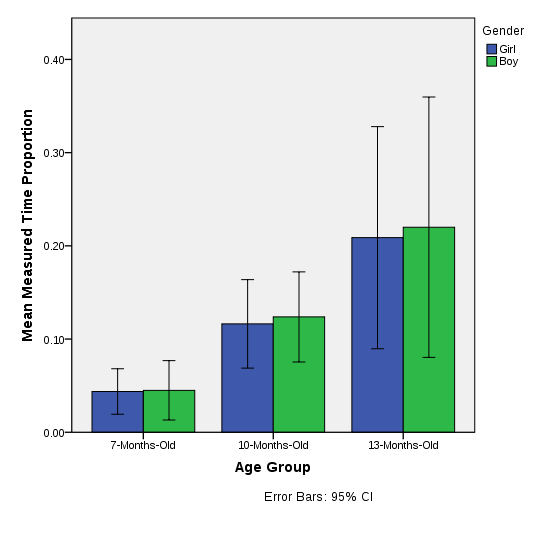 Gender
Girl
Boy
Mean Measured Time Proportion
0.40
0.30
0.20
0.10
0.00
7-Months-Old
10-Months-Old
13-Months-Old
Age Group
Error Bars: 95% CI